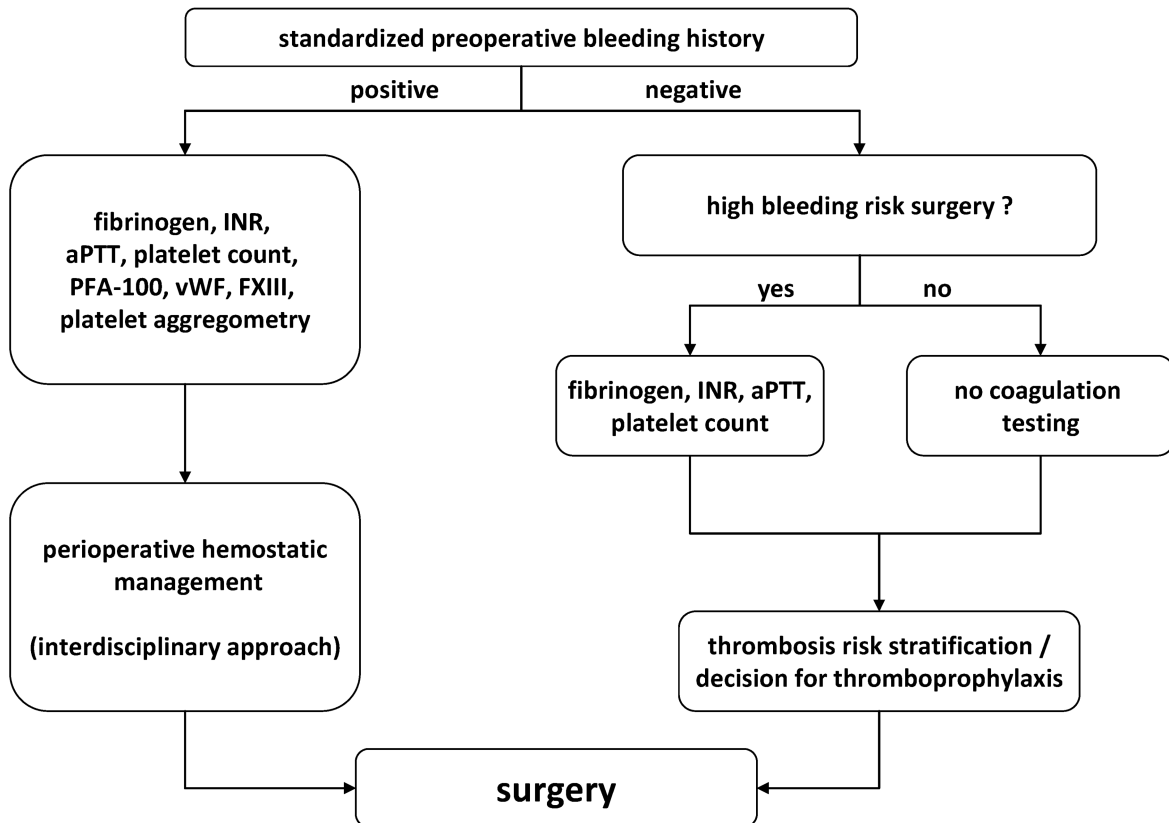 standardized preoperative bleeding history
positive
negative
fibrinogen, INR,
aPTT, platelet count,
PFA-100, vWF, FXIII,
platelet aggregometry
high bleeding risk surgery ?
yes
no
fibrinogen, INR, aPTT,
platelet count
no coagulation
testing
perioperative hemostatic
management
(interdisciplinary approach)
thrombosis risk stratification /
decision for thromboprophylaxis
surgery